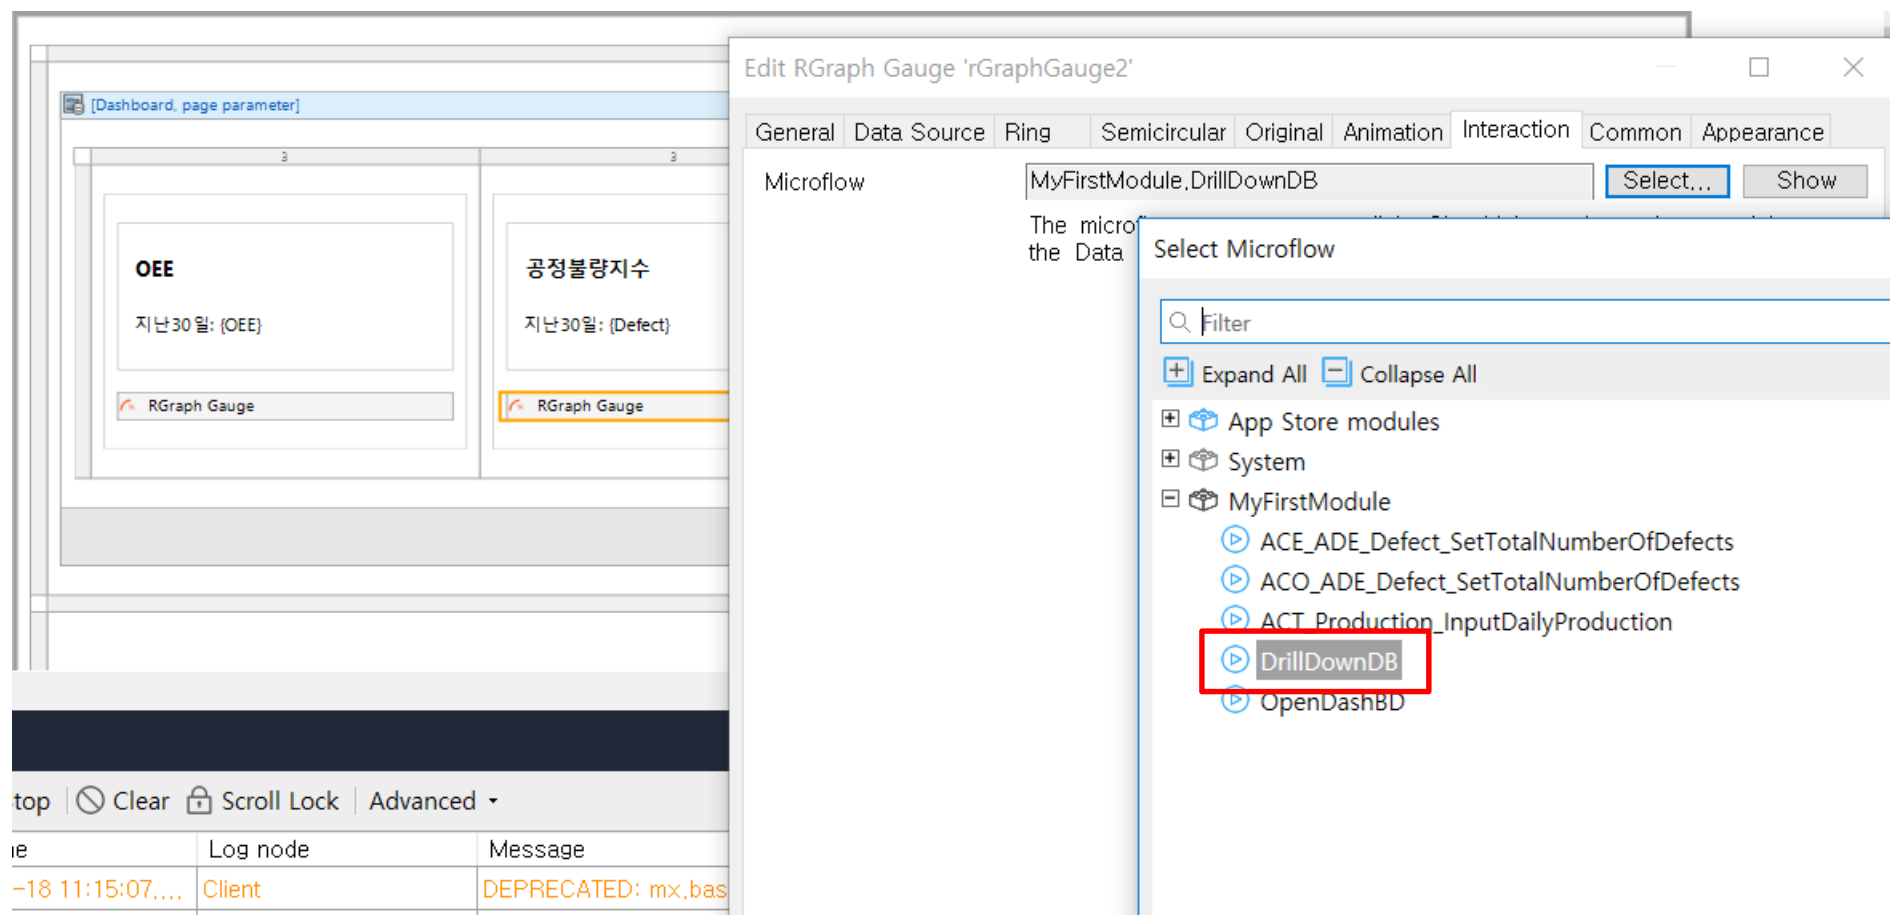 [Dashboard, page parameter]
3
3
OEE
지난30일: {OEE}
RGraph Gauge
공정불량지수
지난30일: {Defect}
RGraph Gauge
Clear
Scroll Lock
Advanced
Log node
Message
-18 11:15:07,...
Client
DEPRECATED: mx.bas
Edit RGraph Gauge 'rGraphGauge2'
General
Data Source
Ring
Semicircular
Original
Animation
Interaction
Common
Appearance
Microflow
MyFirstModule.DrillDownDB
Select...
Show
The
the Data
Select Microflow
Filter
Expand All
Collapse All
App Store modules
System
MyFirstModule
ACE_ADE_Defect_SetTotalNumberOfDefects
ACO_ADE_Defect_SetTotalNumberOfDefects
ACT_Production_InputDailyProduction
DrillDownDB
OpenDashBD